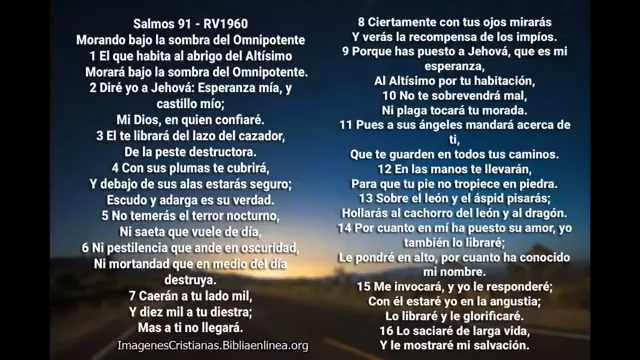 Salmos 91 - RV1960
Morando bajo la sombra del Omnipotente
1 El que habita al abrigo del Altísimo
Morará bajo la sombra del Omnipotente.
2 Diré yo a Jehová: Esperanza mía, y
castillo mío;
Mi Dios, en quien confiaré.
3 El te librará del lazo del cazador,
De la peste destructora.
4 Con sus plumas te cubrirá,
Y debajo de sus alas estarás seguro;
Escudo y adarga es su verdad.
5 No temerás el terror nocturno,
Ni saeta que vuele de día,
6 Ni pestilencia que ande en oscuridad,
Ni mortandad que en medio del día
destruya.
7 Caerán a tu lado mil,
Y diez mil a tu diestra;
Mas a ti no llegará.
ImagenesCristianas.Bibliaenlinea.org
8 Ciertamente con tus ojos mirarás
Y verás la recompensa de los impíos.
9 Porque has puesto a Jehová, que es mi
esperanza,
Al Altísimo por tu habitación,
10 No te sobrevendrá mal,
Ni plaga tocará tu morada.
11 Pues a sus ángeles mandará acerca de
ti,
Que te guarden en todos tus caminos.
12 En las manos te llevarán,
Para que tu pie no tropiece en piedra.
13 Sobre el león y el áspid pisarás;
Hollarás al cachorro del león y al dragón.
14 Por cuanto en mí ha puesto su amor, yo
también lo libraré;
Le pondré en alto, por cuanto ha conocido
mi nombre.
15 Me invocará, y yo le responderé;
Con él estaré yo en la angustia;
Lo libraré y le glorificaré.
16 Lo saciaré de larga vida,
Y le mostraré mi salvación.